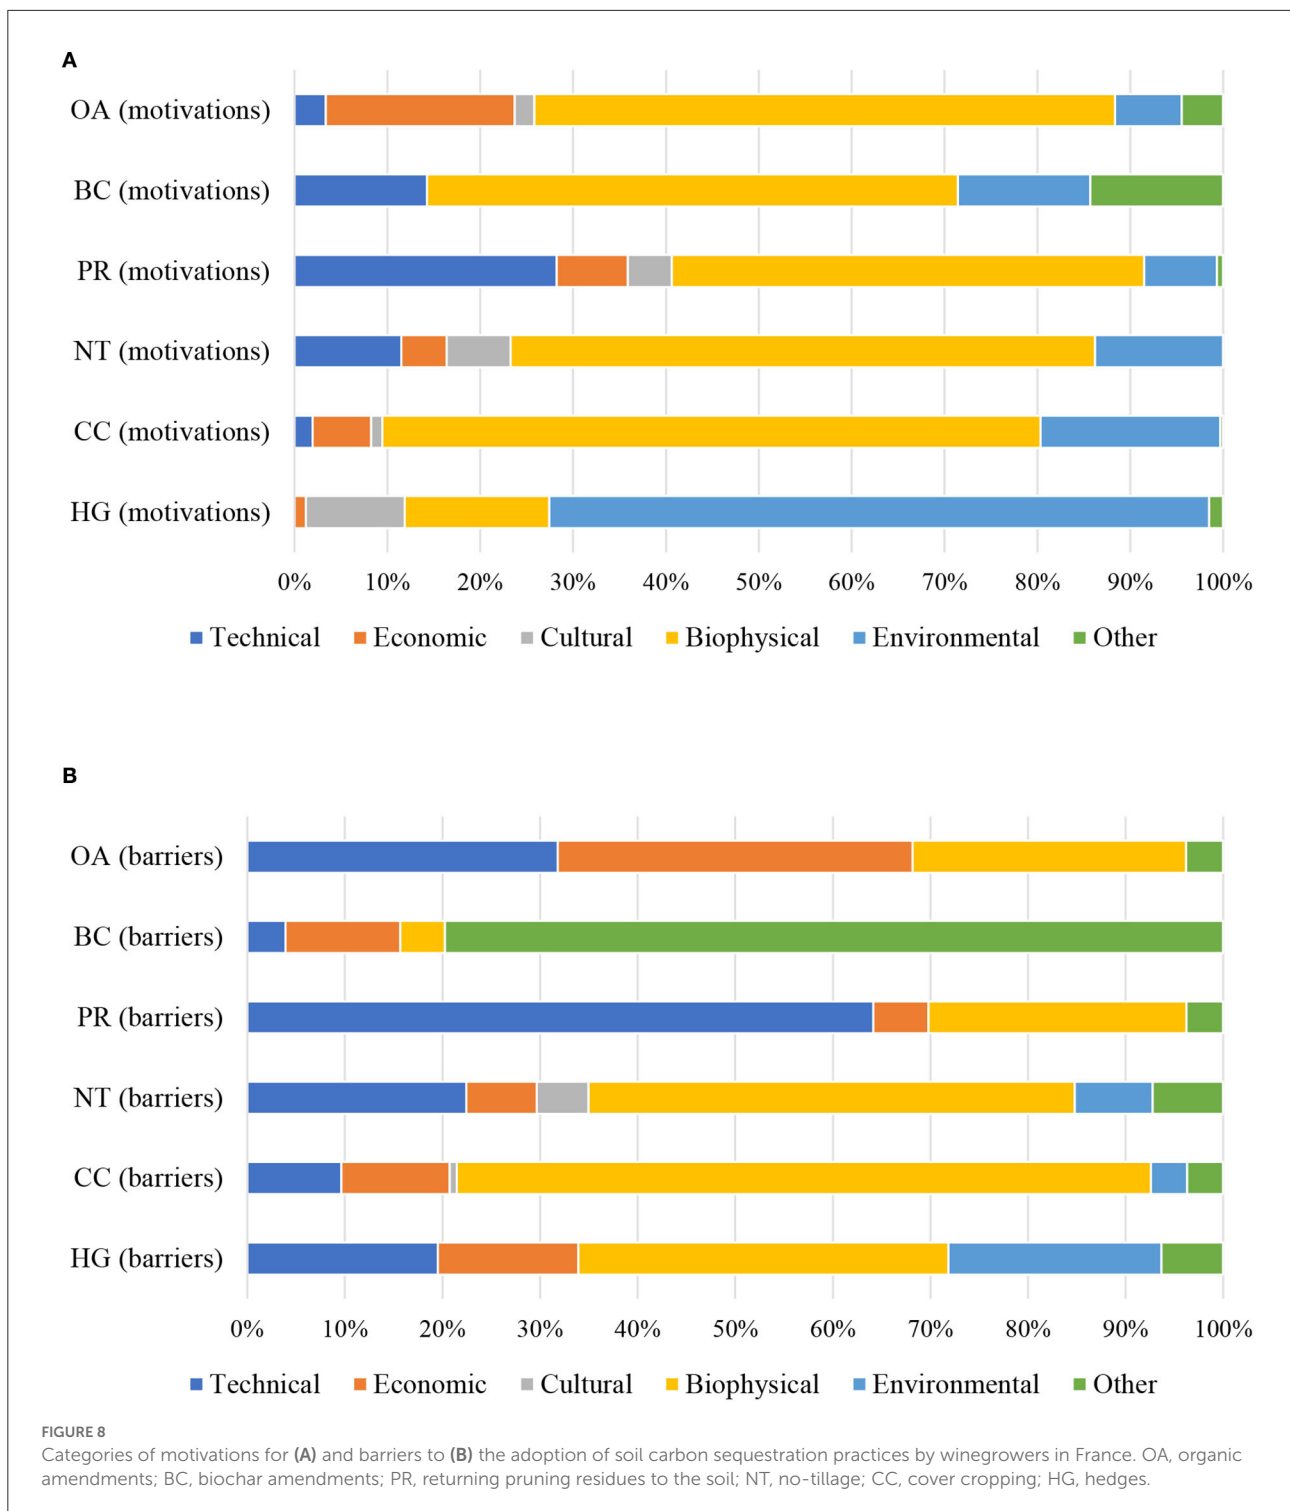 A
OA (motivations)
BC (motivations)
PR (motivations)
NT (motivations)
CC (motivations)
HG (motivations)
0% 10% 20% 30% 40% 50% 60% 70% 80% 90% 100%
Technical Economic Cultural Biophysical Environmental Other
B
OA (barriers)
BC (barriers)
PR (barriers)
NT (barriers)
CC (barriers)
HG (barriers)
0% 10% 20% 30% 40% 50% 60% 70% 80% 90% 100%
Technical Economic Cultural Biophysical Environmental Other
FIGURE 8
Categories of motivations for (A) and barriers to (B) the adoption of soil carbon sequestration practices by winegrowers in France. OA, organic
amendments; BC, biochar amendments; PR, returning pruning residues to the soil; NT, no-tillage; CC, cover cropping; HG, hedges.